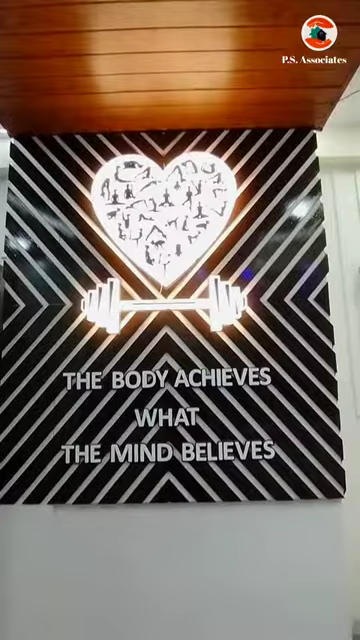 P.S. Associates
THE BODY ACHIEVES
WHAT
THE MIND BELIEVES